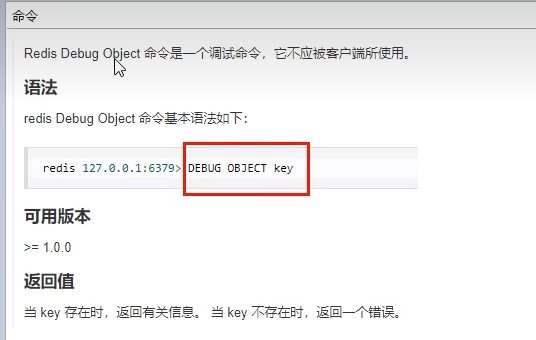 命令
Redis Debug Object 命令是一个调试命令，它不应被客户端所使用。
语法
redis Debug Object 命令基本语法如下：
redis 127.0.0.1:6379> DEBUG OBJECT key
可用版本
>= 1.0.0
返回值
当 key 存在时，返回有关信息。 当 key 不存在时，返回一个错误。